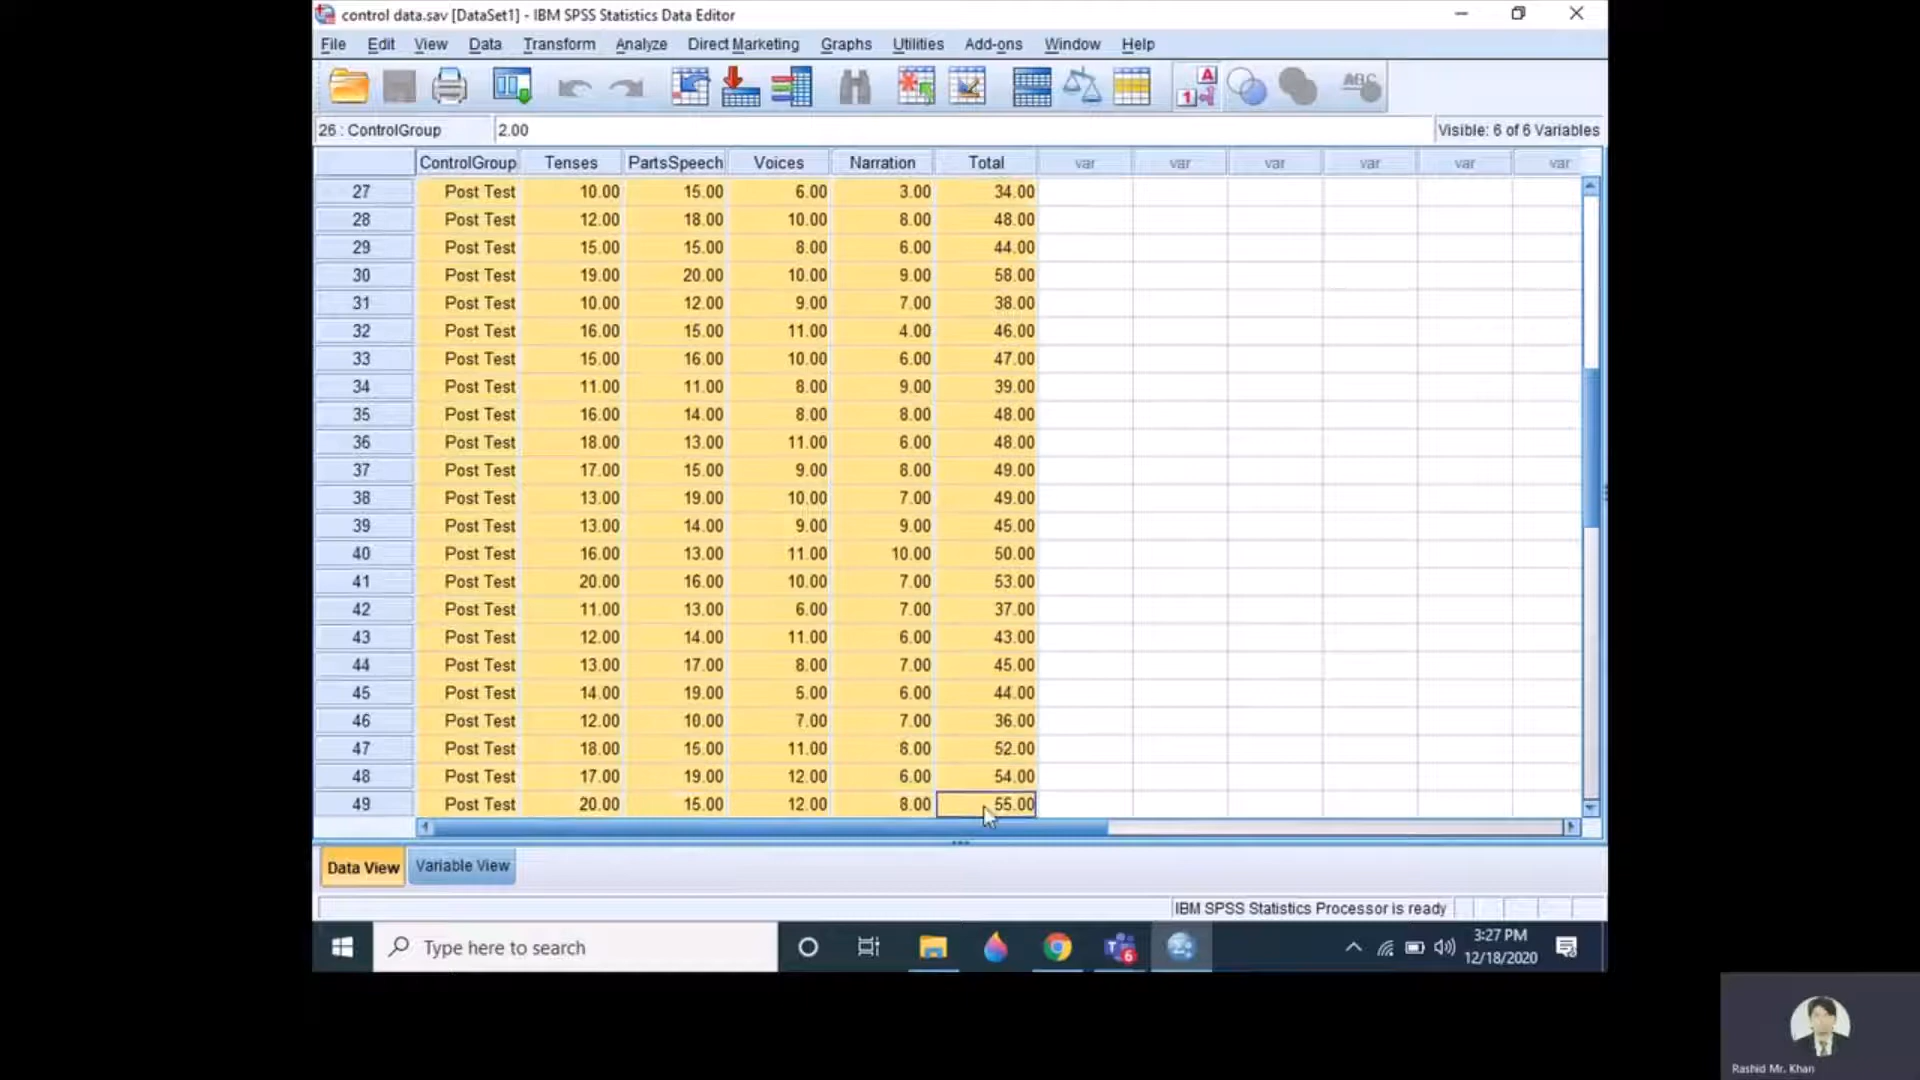 control data.sav [DataSet1] - IBM SPSS Statistics Data Editor
File Edit View Data Transform Analyze Direct Marketing Graphs Utilities Add-ons Window Help
A
1
ABC
26 : ControlGroup 2.00 Visible: 6 of 6 Variables
ControlGroup Tenses PartsSpeech Voices Narration Total var var var var var var
27 Post Test 10.00 15.00 6.00 3.00 34.00
28 Post Test 12.00 18.00 10.00 8.00 48.00
29 Post Test 15.00 15.00 8.00 6.00 44.00
30 Post Test 19.00 20.00 10.00 9.00 58.00
31 Post Test 10.00 12.00 9.00 7.00 38.00
32 Post Test 16.00 15.00 11.00 4.00 46.00
33 Post Test 15.00 16.00 10.00 6.00 47.00
34 Post Test 11.00 11.00 8.00 9.00 39.00
35 Post Test 16.00 14.00 8.00 8.00 48.00
36 Post Test 18.00 13.00 11.00 6.00 48.00
37 Post Test 17.00 15.00 9.00 8.00 49.00
38 Post Test 13.00 19.00 10.00 7.00 49.00
39 Post Test 13.00 14.00 9.00 9.00 45.00
40 Post Test 16.00 13.00 11.00 10.00 50.00
41 Post Test 20.00 16.00 10.00 7.00 53.00
42 Post Test 11.00 13.00 6.00 7.00 37.00
43 Post Test 12.00 14.00 11.00 6.00 43.00
44 Post Test 13.00 17.00 8.00 7.00 45.00
45 Post Test 14.00 19.00 5.00 6.00 44.00
46 Post Test 12.00 10.00 7.00 7.00 36.00
47 Post Test 18.00 15.00 11.00 8.00 52.00
48 Post Test 17.00 19.00 12.00 6.00 54.00
49 Post Test 20.00 15.00 12.00 8.00 55.00
Data View Variable View
IBM SPSS Statistics Processor is ready
Type here to search
6
3:27 PM
12/18/2020
Rashid Mr. Khan